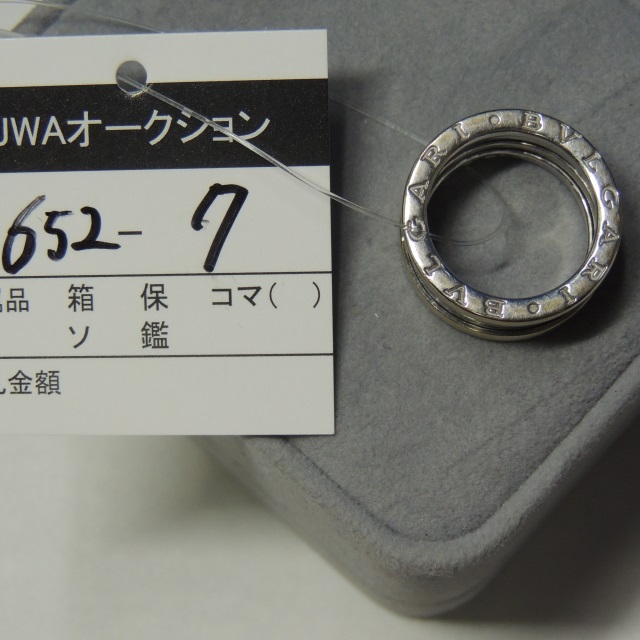 UWAオークション
652-7
品 箱 保 コマ( )
ソ 鑑
金額
BVLGARI • BVLGARI •